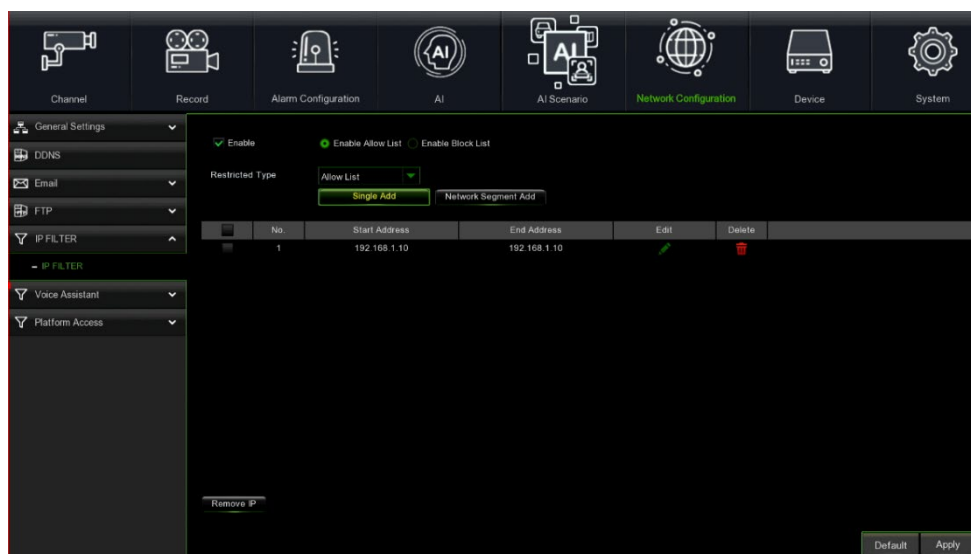 Channel Record Alarm Configuration AI AI Scenario Network Configuration Device System
General Settings
DDNS
Email
FTP
IP FILTER
IP FILTER
Voice Assistant
Platform Access
Enable Enable Allow List Enable Block List
Restricted Type Allow List
Single Add Network Segment Add
No. Start Address End Address Edit Delete
1 192.168.1.10 192.168.1.10
Remove IP
Default Apply
AI
AI